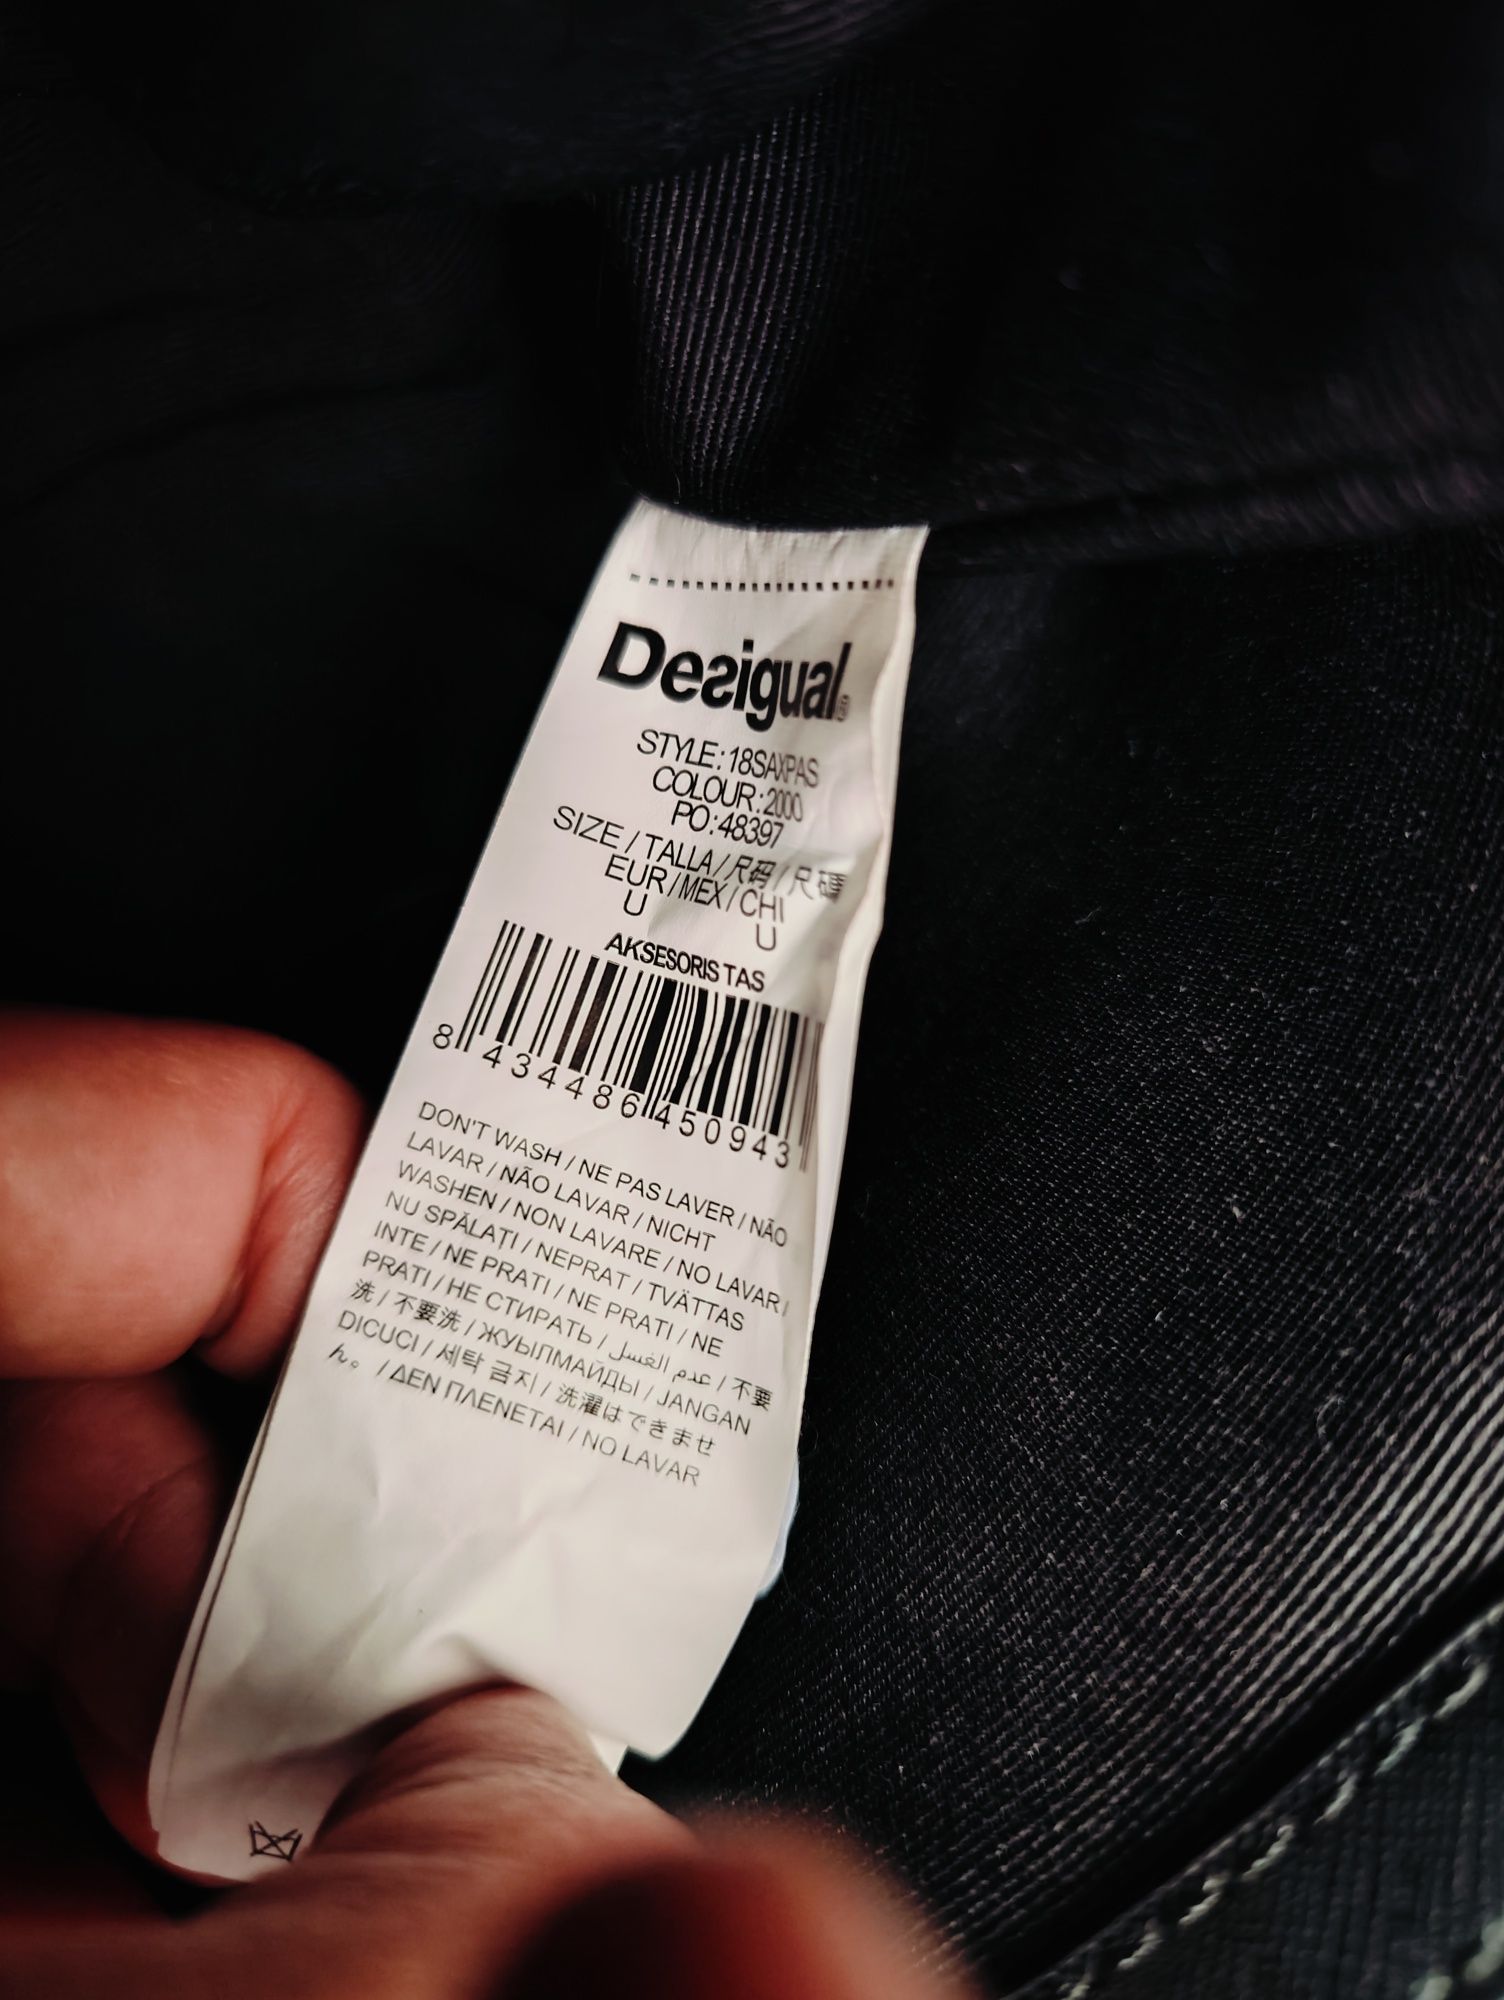 Desigual.
STYLE:18SAXPAS
COLOUR:2000
PO:48397
SIZE / TALLA / 尺码 / 尺碼
EUR / MEX / CHI
U U
AKSESORIS TAS
8 434486 450943
DON'T WASH / NE PAS LAVER / NÃO
LAVAR / NÃO LAVAR / NICHT
WASHEN / NON LAVARE / NO LAVAR /
NU SPĂLAȚI / NEPRAT / TVÄTTAS
INTE / NE PRATI / NE PRATI / NE
PRATI / НЕ СТИРАТЬ / عدم الغسل / 不要
洗 / 不要洗 / ЖУЫЛМАЙДЫ / JANGAN
DICUCI / 세탁 금지 / 洗濯はできませ
ん。 / ΔΕΝ ΠΛΕΝΕΤΑΙ / NO LAVAR